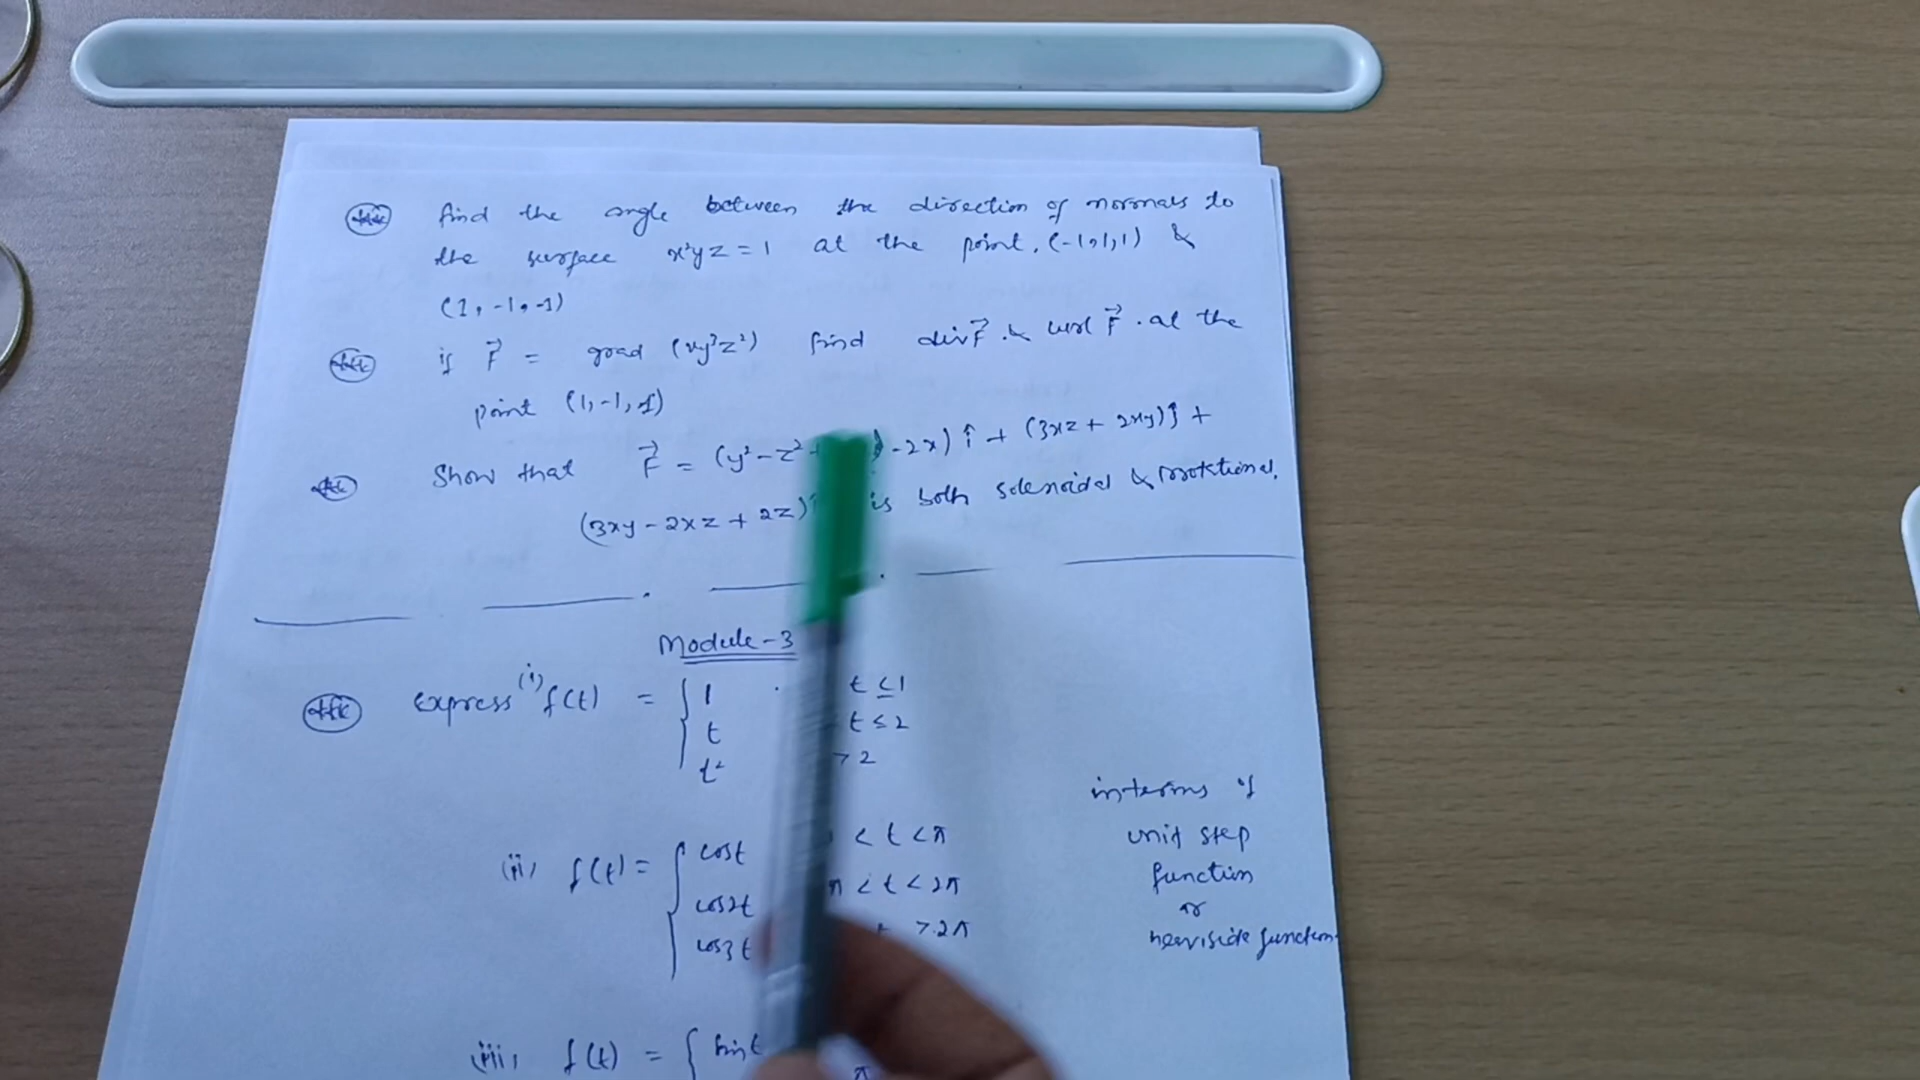 find the angle between the direction of normals to
the surface x²yz = 1 at the point. (-1,1,1) &
(1, -1, -1)
if F⃗ = grad (xy³z²) find div F⃗ & curl F⃗ . at the
point (1, -1, 1)
Show that F⃗ = (y² - z² + - 2x) î + (3xz + 2xy) ĵ +
(3xy - 2xz + 2z) is both solenoidal & irrotational.
Module - 3
Express (i) f(t) = { 1 t ≤ 1
t t ≤ 2
t² > 2
interms of
(ii) f(t) = { cost < t < π
unit step
cos2t π < t < 2π
function
or
cos3t t > 2π
heaviside function
(iii) f(t) = { sint
π